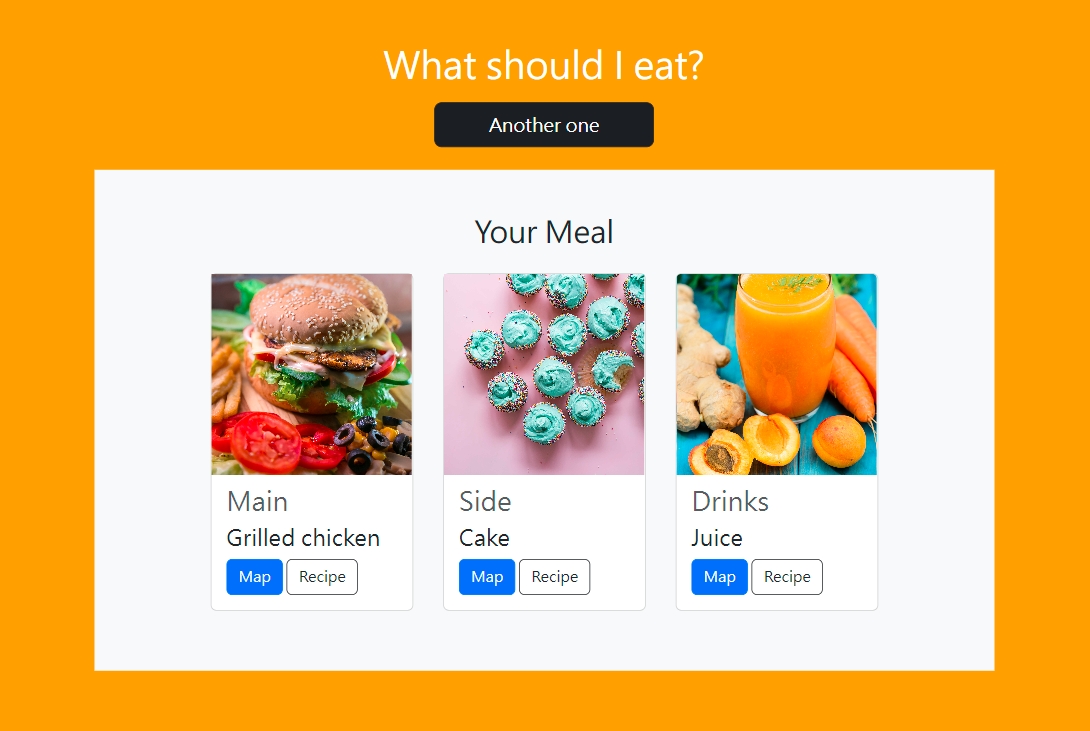 What should I eat?
Another one
Your Meal
Main
Grilled chicken
Map Recipe
Side
Cake
Map Recipe
Drinks
Juice
Map Recipe